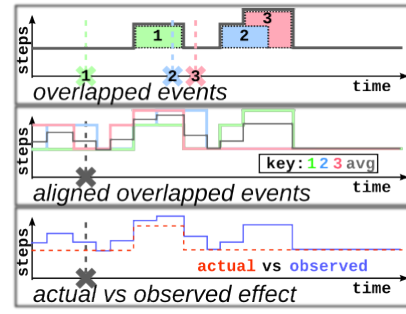 steps
3
1
2
1
2 3
time
overlapped events
steps
key: 1 2 3 avg
time
aligned overlapped events
steps
actual vs observed
time
actual vs observed effect